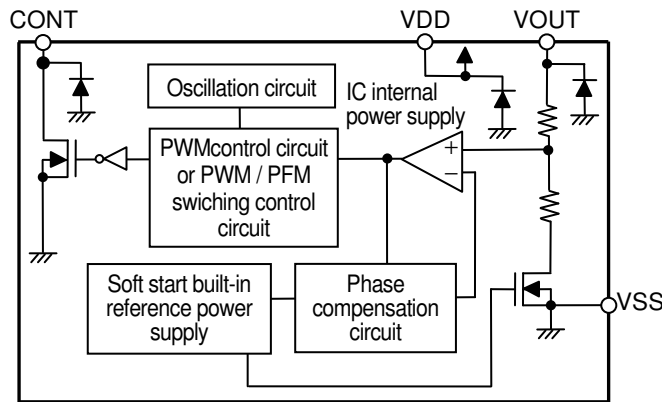 CONT
VDD
VOUT
Oscillation circuit
IC internal
power supply
PWMcontrol circuit
or PWM / PFM
swiching control
circuit
+
−
Soft start built-in
reference power
supply
Phase
compensation
circuit
VSS